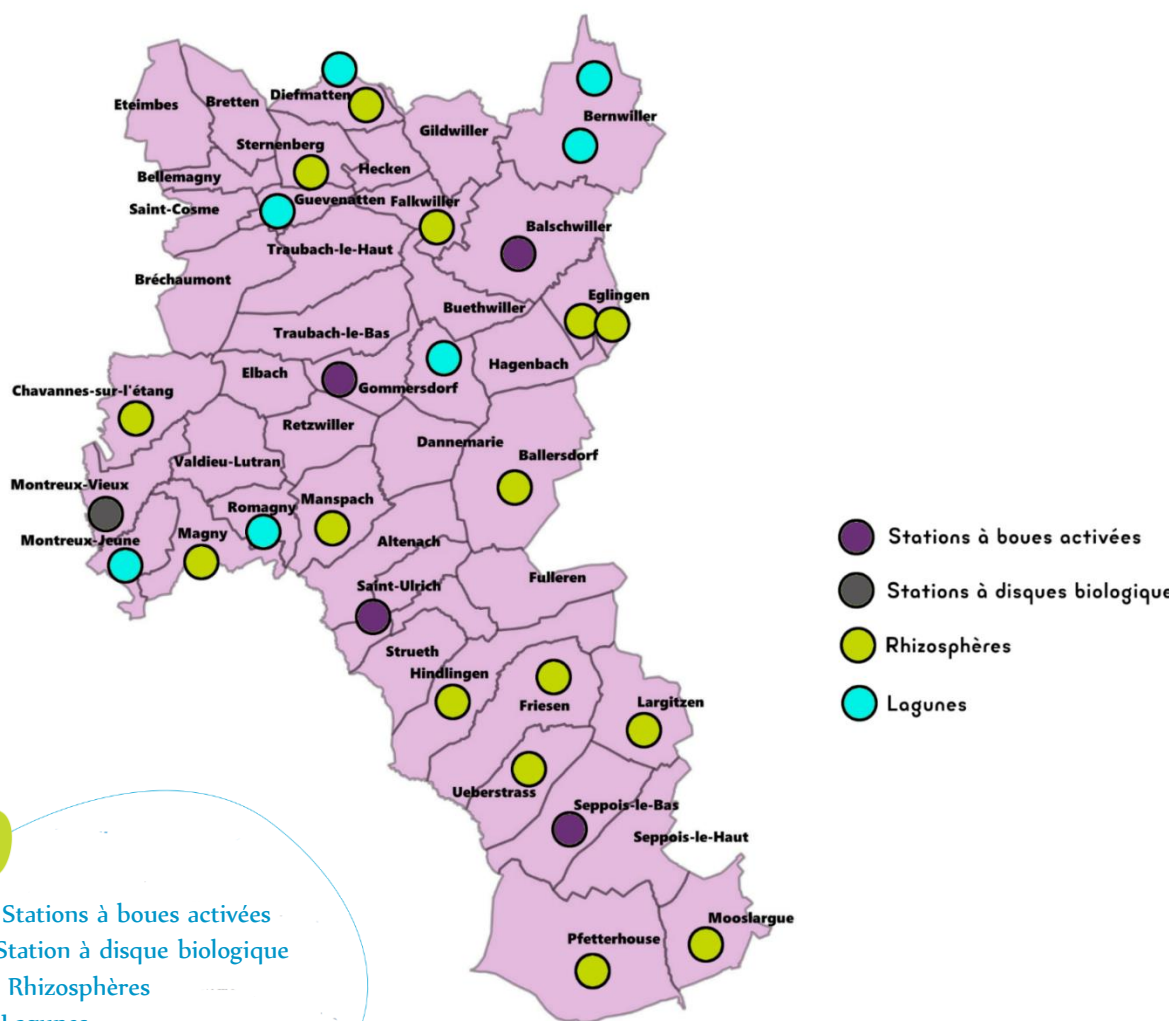 Diefmatten
Eteimbes
Bretten
Bernwiller
Gildwiller
Sternenberg
Hecken
Bellemagny
Guevenatten
Falkwiller
Saint-Cosme
Balschwiller
Traubach-le-Haut
Bréchaumont
Eglingen
Buethwiller
Traubach-le-Bas
Hagenbach
Elbach
Gommersdorf
Chavannes-sur-l'étang
Retzwiller
Dannemarie
Ballersdorf
Valdieu-Lutran
Montreux-Vieux
Manspach
Romagny
Magny
Montreux-Jeune
Altenach
Stations à boues activées
Fulleren
Saint-Ulrich
Stations à disques biologique
Strueth
Rhizosphères
Hindlingen
Largitzen
Friesen
Lagunes
Ueberstrass
Seppois-le-Bas
Seppois-le-Haut
Mooslargue
Pfetterhouse
Stations à boues activées
Station à disque biologique
Rhizosphères
Lagunes